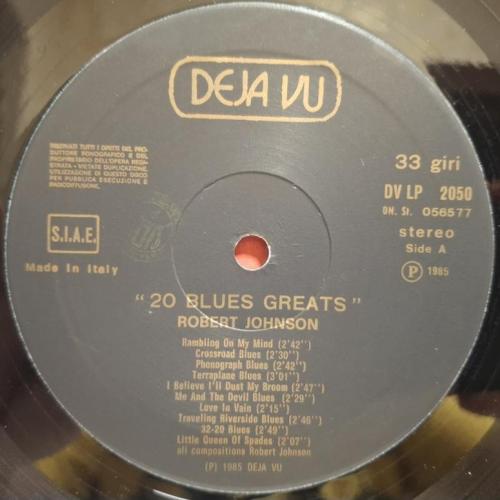 DEJA VU
RISERVATI TUTTI I DIRITTI DEL PRO-
DUTTORE FONOGRAFICO E DEL
PROPRIETARIO DELL'OPERA REGI-
STRATA - VIETATE DUPLICAZIONE,
UTILIZZAZIONE DI QUESTO DISCO
PER PUBBLICA ESECUZIONE E
RADIODIFFUSIONE.
33 giri
DV LP 2050
DN. St. 056577
stereo
Side A
S.I.A.E.
Made in Italy
P 1985
"20 BLUES GREATS"
ROBERT JOHNSON
Rambling On My Mind (2'42'')
Crossroad Blues (2'30'')
Phonograph Blues (2'42'')
Terraplane Blues (3'01'')
I Believe I'll Dust My Broom (2'47'')
Me And The Devil Blues (2'29'')
Love In Vain (2'15'')
Traveling Riverside Blues (2'46'')
32-20 Blues (2'49'')
Little Queen Of Spades (2'07'')
all compositions Robert Johnson
(P) 1985 DEJA VU